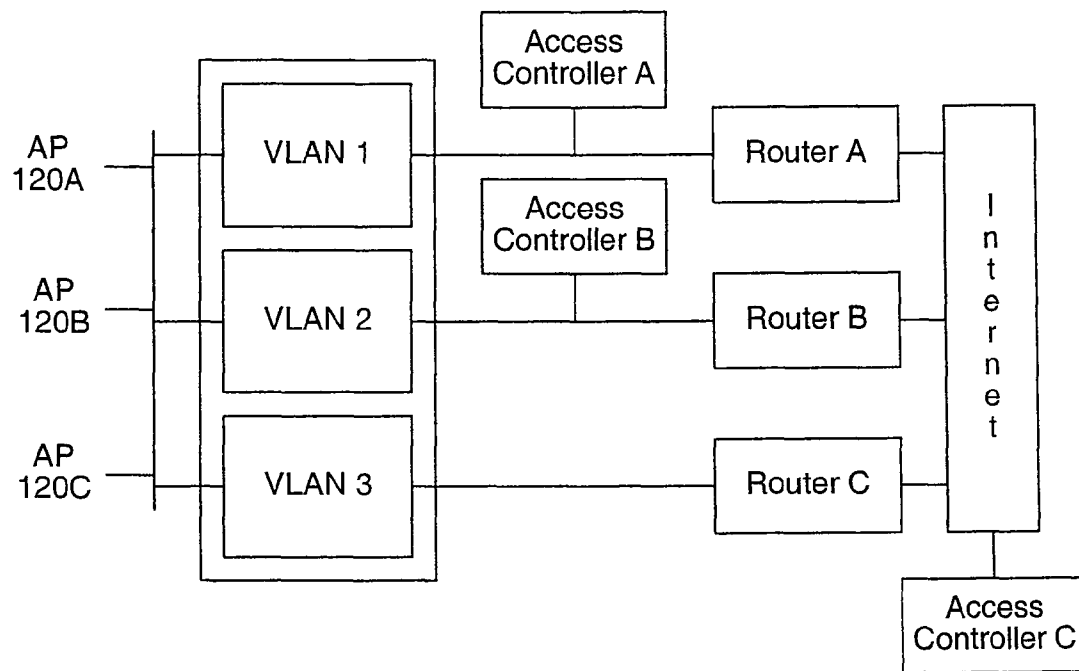 Access
Controller A
AP
120A
VLAN 1
Router A
Access
Controller B
AP
120B
VLAN 2
Router B
Internet
AP
120C
VLAN 3
Router C
Access
Controller C